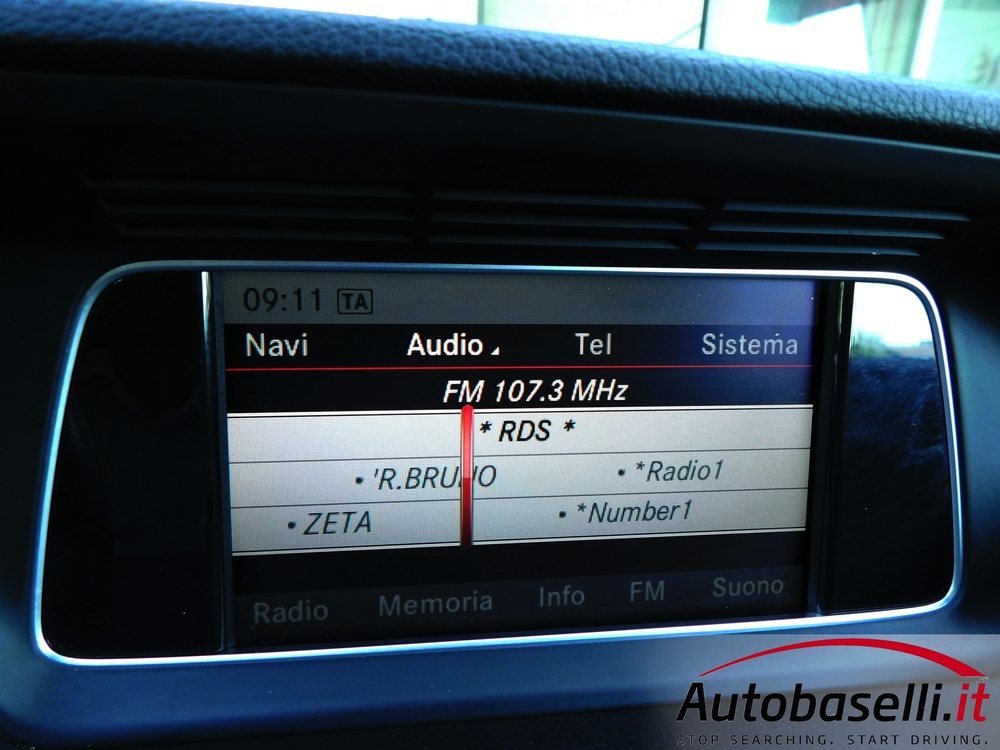 09:11 TA
Navi Audio Tel Sistema
FM 107.3 MHz
* RDS *
• 'R.BRUNO • *Radio1
• ZETA • *Number1
Radio Memoria Info FM Suono
Autobaselli.it
STOP SEARCHING. START DRIVING.